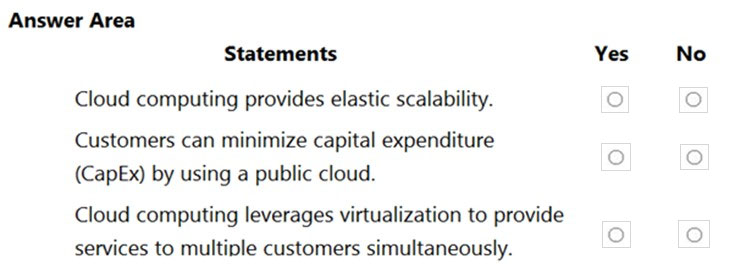 Answer Area
Statements Yes No
Cloud computing provides elastic scalability.
Customers can minimize capital expenditure
(CapEx) by using a public cloud.
Cloud computing leverages virtualization to provide
services to multiple customers simultaneously.